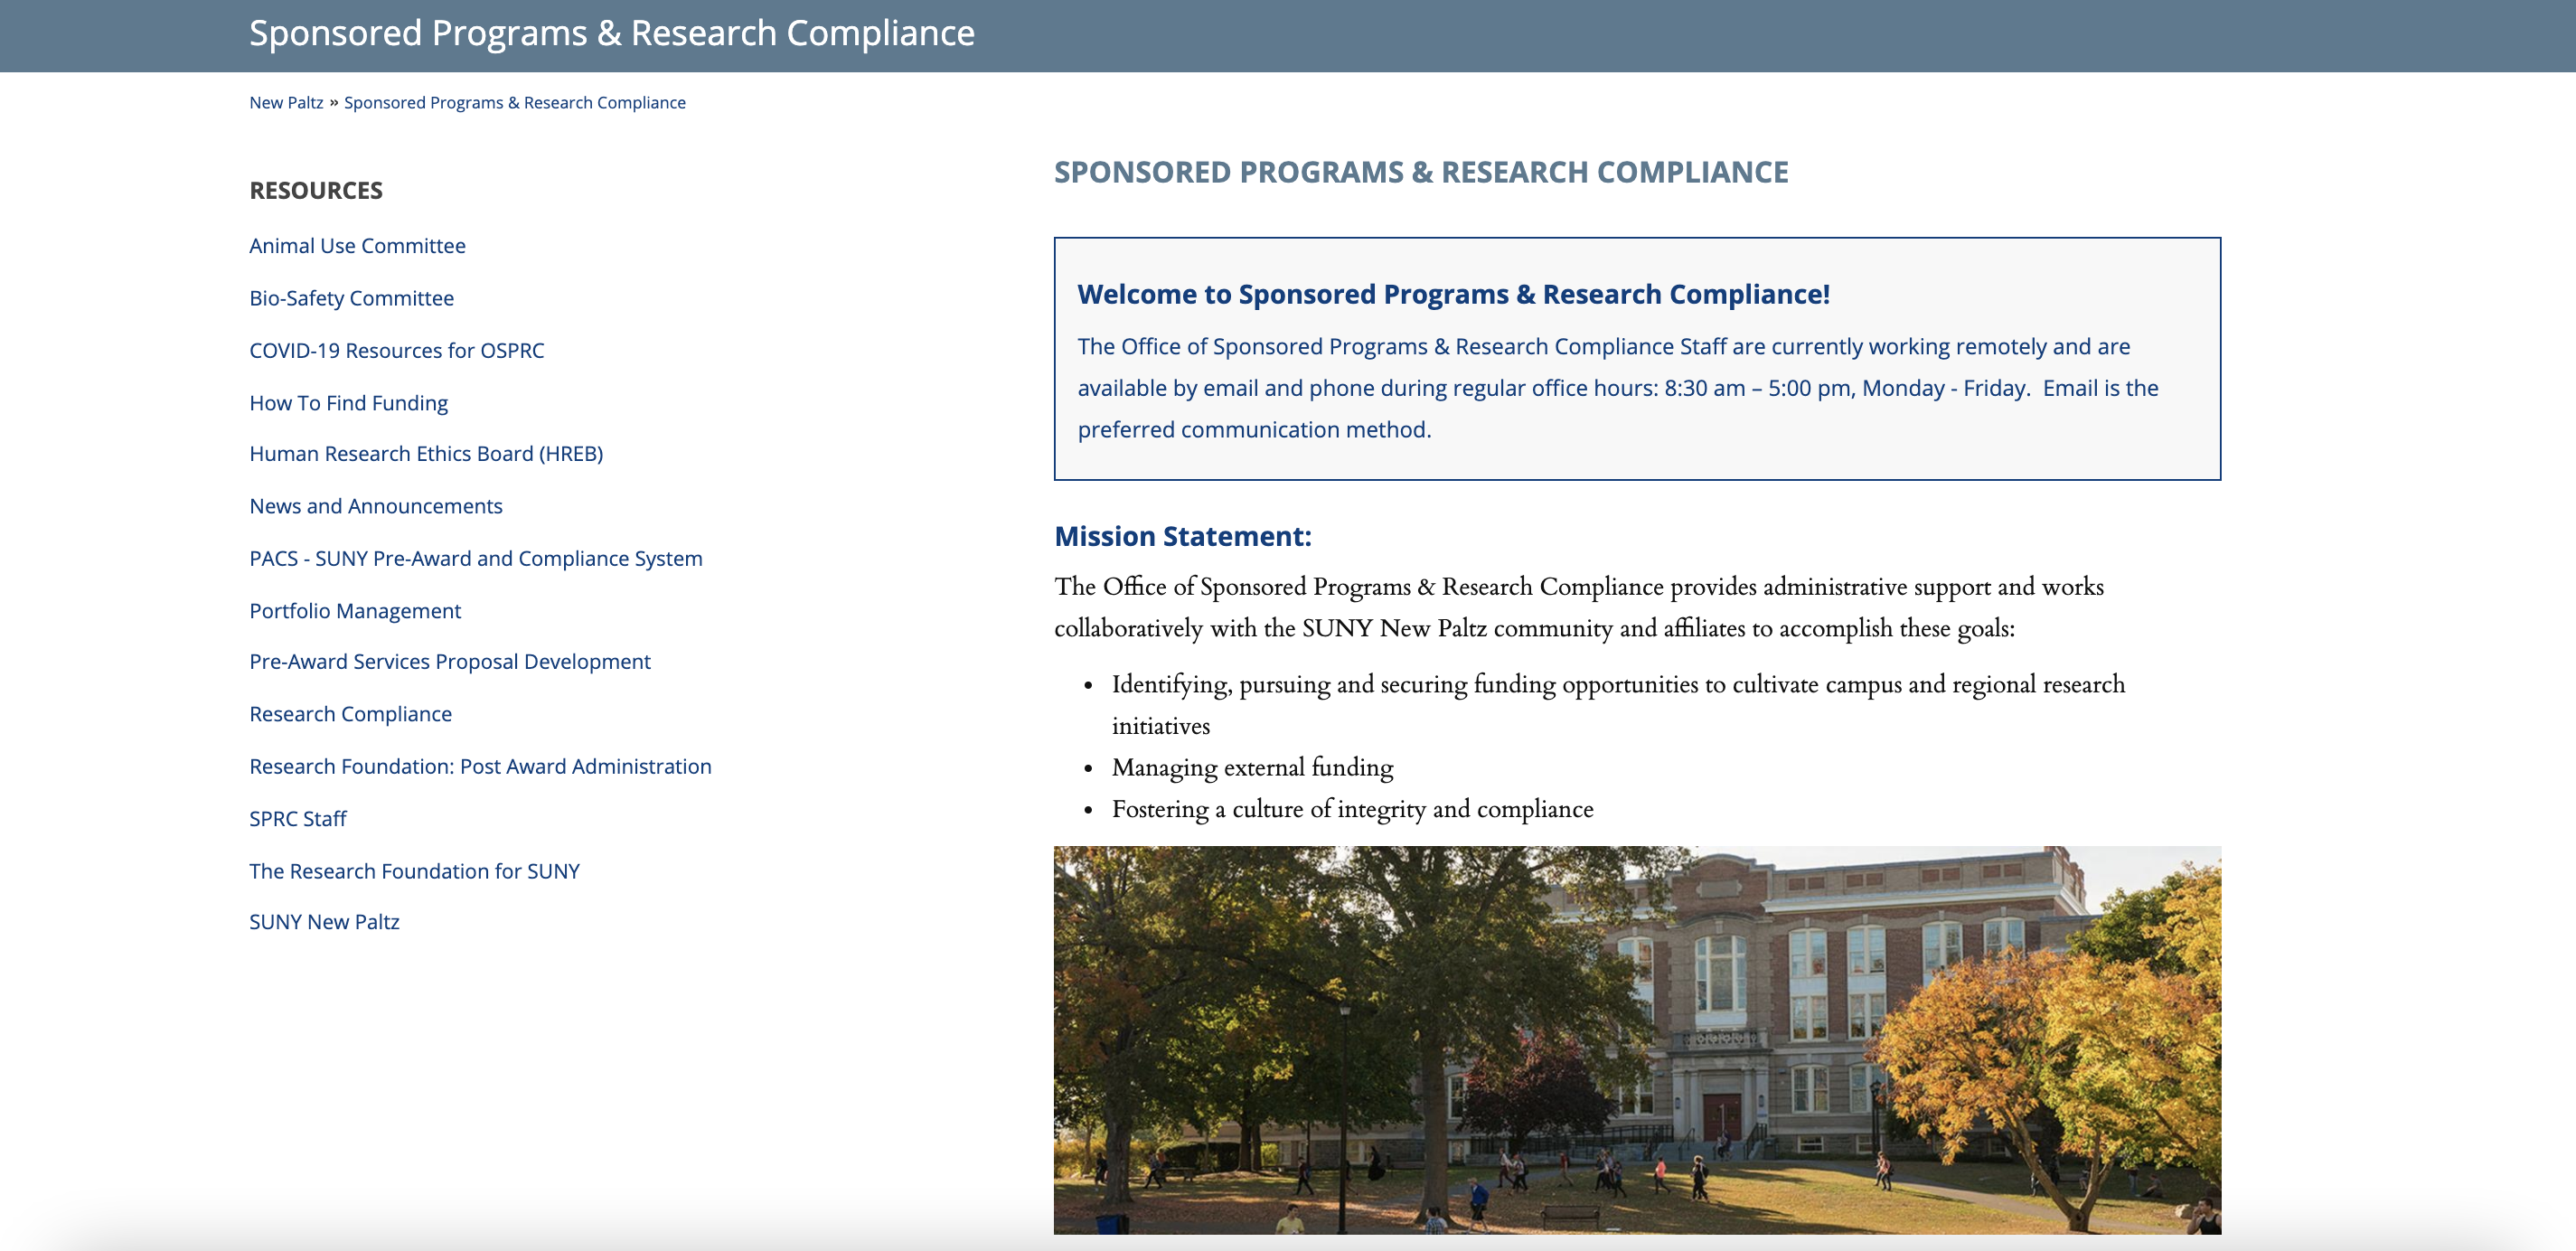 Sponsored Programs & Research Compliance
New Paltz » Sponsored Programs & Research Compliance
RESOURCES
Animal Use Committee
Bio-Safety Committee
COVID-19 Resources for OSPRC
How To Find Funding
Human Research Ethics Board (HREB)
News and Announcements
PACS - SUNY Pre-Award and Compliance System
Portfolio Management
Pre-Award Services Proposal Development
Research Compliance
Research Foundation: Post Award Administration
SPRC Staff
The Research Foundation for SUNY
SUNY New Paltz
SPONSORED PROGRAMS & RESEARCH COMPLIANCE
Welcome to Sponsored Programs & Research Compliance!
The Office of Sponsored Programs & Research Compliance Staff are currently working remotely and are
available by email and phone during regular office hours: 8:30 am – 5:00 pm, Monday - Friday.  Email is the
preferred communication method.
Mission Statement:
The Office of Sponsored Programs & Research Compliance provides administrative support and works
collaboratively with the SUNY New Paltz community and affiliates to accomplish these goals:
• Identifying, pursuing and securing funding opportunities to cultivate campus and regional research
initiatives
• Managing external funding
• Fostering a culture of integrity and compliance